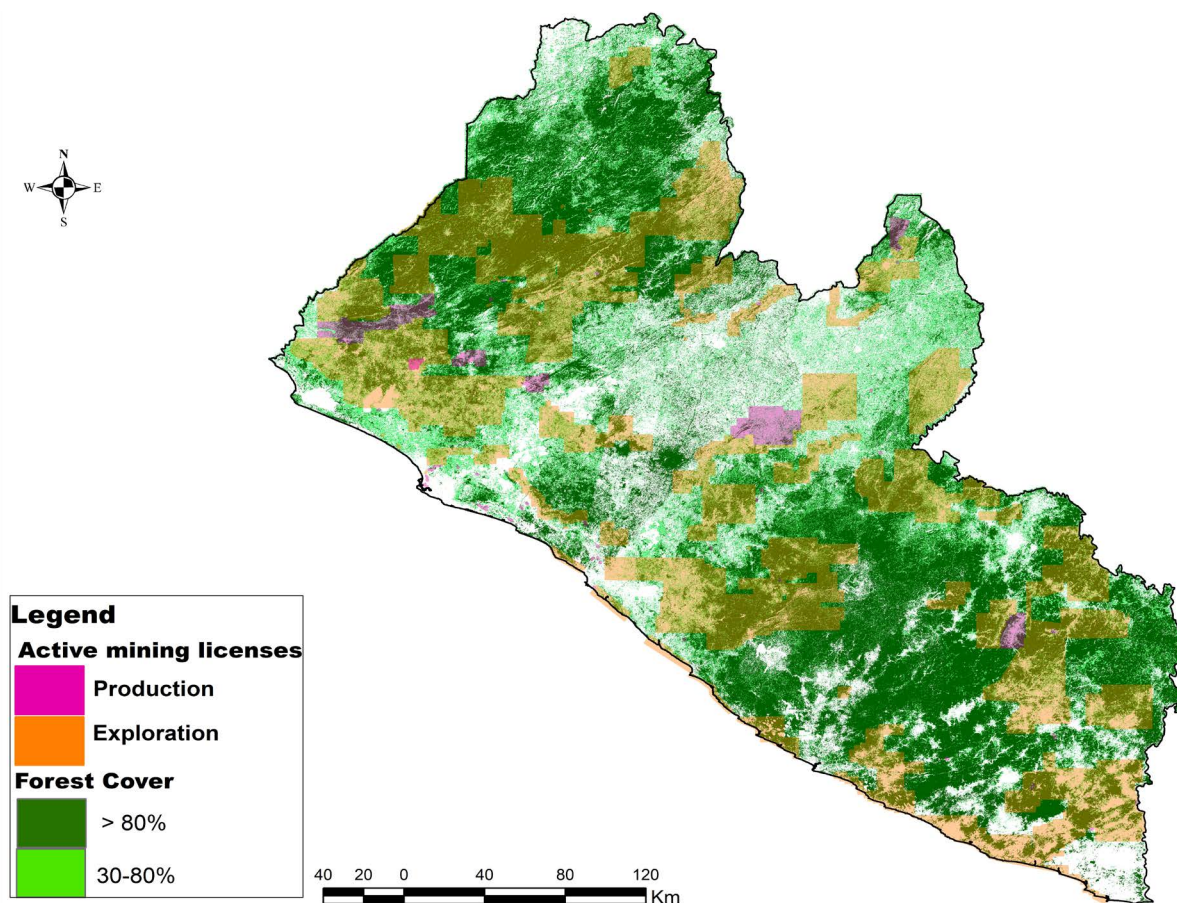 N
W E
S
Legend
Active mining licenses
Production
Exploration
Forest Cover
> 80%
30-80%
40 20 0 40 80 120
Km